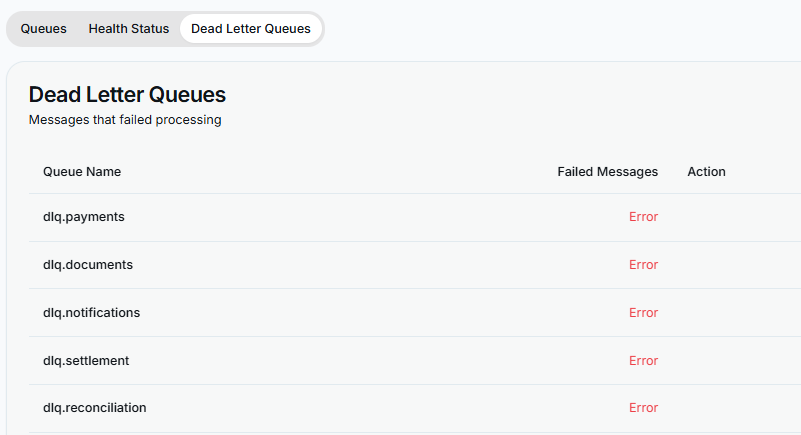 Queues Health Status Dead Letter Queues
Dead Letter Queues
Messages that failed processing
Queue Name Failed Messages Action
dlq.payments Error
dlq.documents Error
dlq.notifications Error
dlq.settlement Error
dlq.reconciliation Error